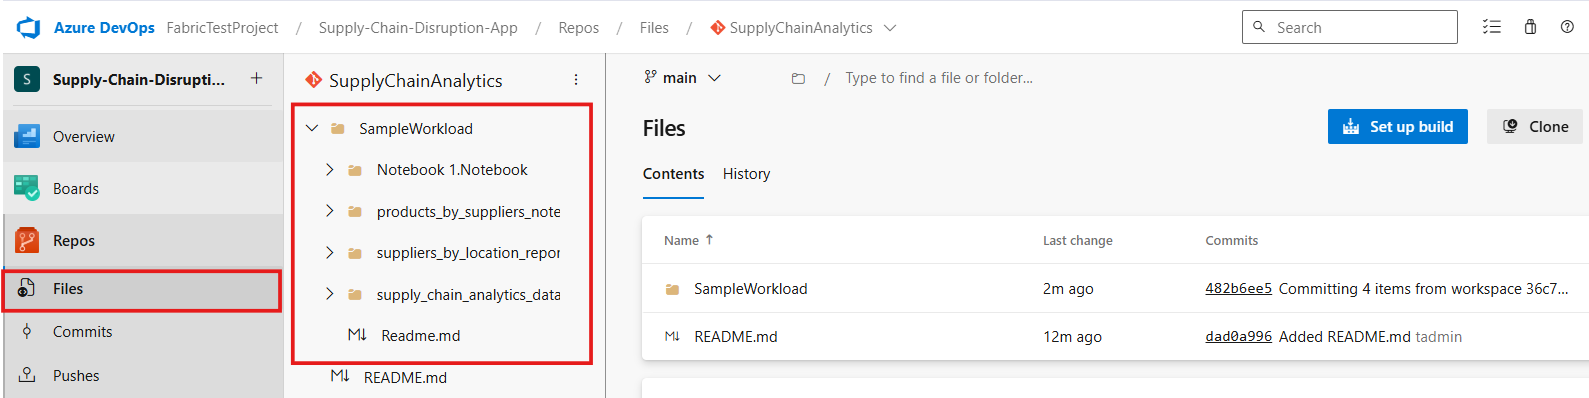 Azure DevOps FabricTestProject / Supply-Chain-Disruption-App / Repos / Files / SupplyChainAnalytics
Search
S Supply-Chain-Disrupti... +
Overview
Boards
Repos
Files
Commits
Pushes
SupplyChainAnalytics
SampleWorkload
Notebook 1.Notebook
products_by_suppliers_note
suppliers_by_location_repor
supply_chain_analytics_data
Readme.md
README.md
main / Type to find a file or folder...
Files
Set up build Clone
Contents History
Name ↑ Last change Commits
SampleWorkload 2m ago 482b6ee5 Committing 4 items from workspace 36c7...
README.md 12m ago dad0a996 Added README.md tadmin